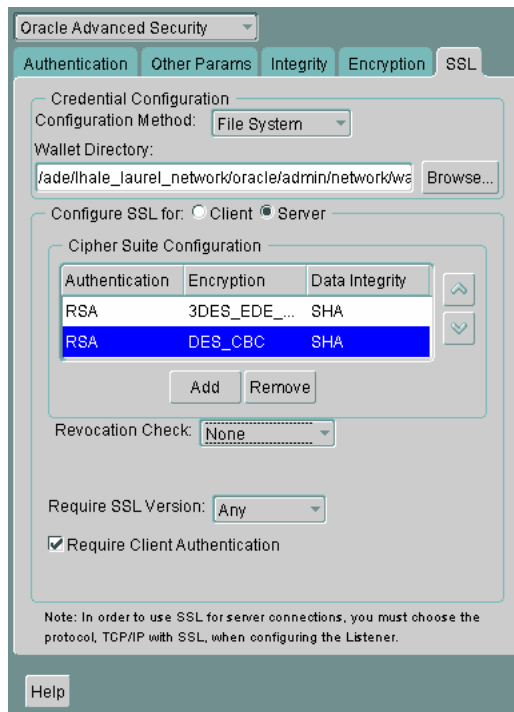 Oracle Advanced Security
Authentication Other Params Integrity Encryption SSL
Credential Configuration
Configuration Method: File System
Wallet Directory:
/ade/lhale_laurel_network/oracle/admin/network/wa Browse...
Configure SSL for: Client Server
Cipher Suite Configuration
Authentication Encryption Data Integrity
RSA 3DES_EDE_... SHA
RSA DES_CBC SHA
Add Remove
Revocation Check: None
Require SSL Version: Any
Require Client Authentication
Note: In order to use SSL for server connections, you must choose the
protocol, TCP/IP with SSL, when configuring the Listener.
Help